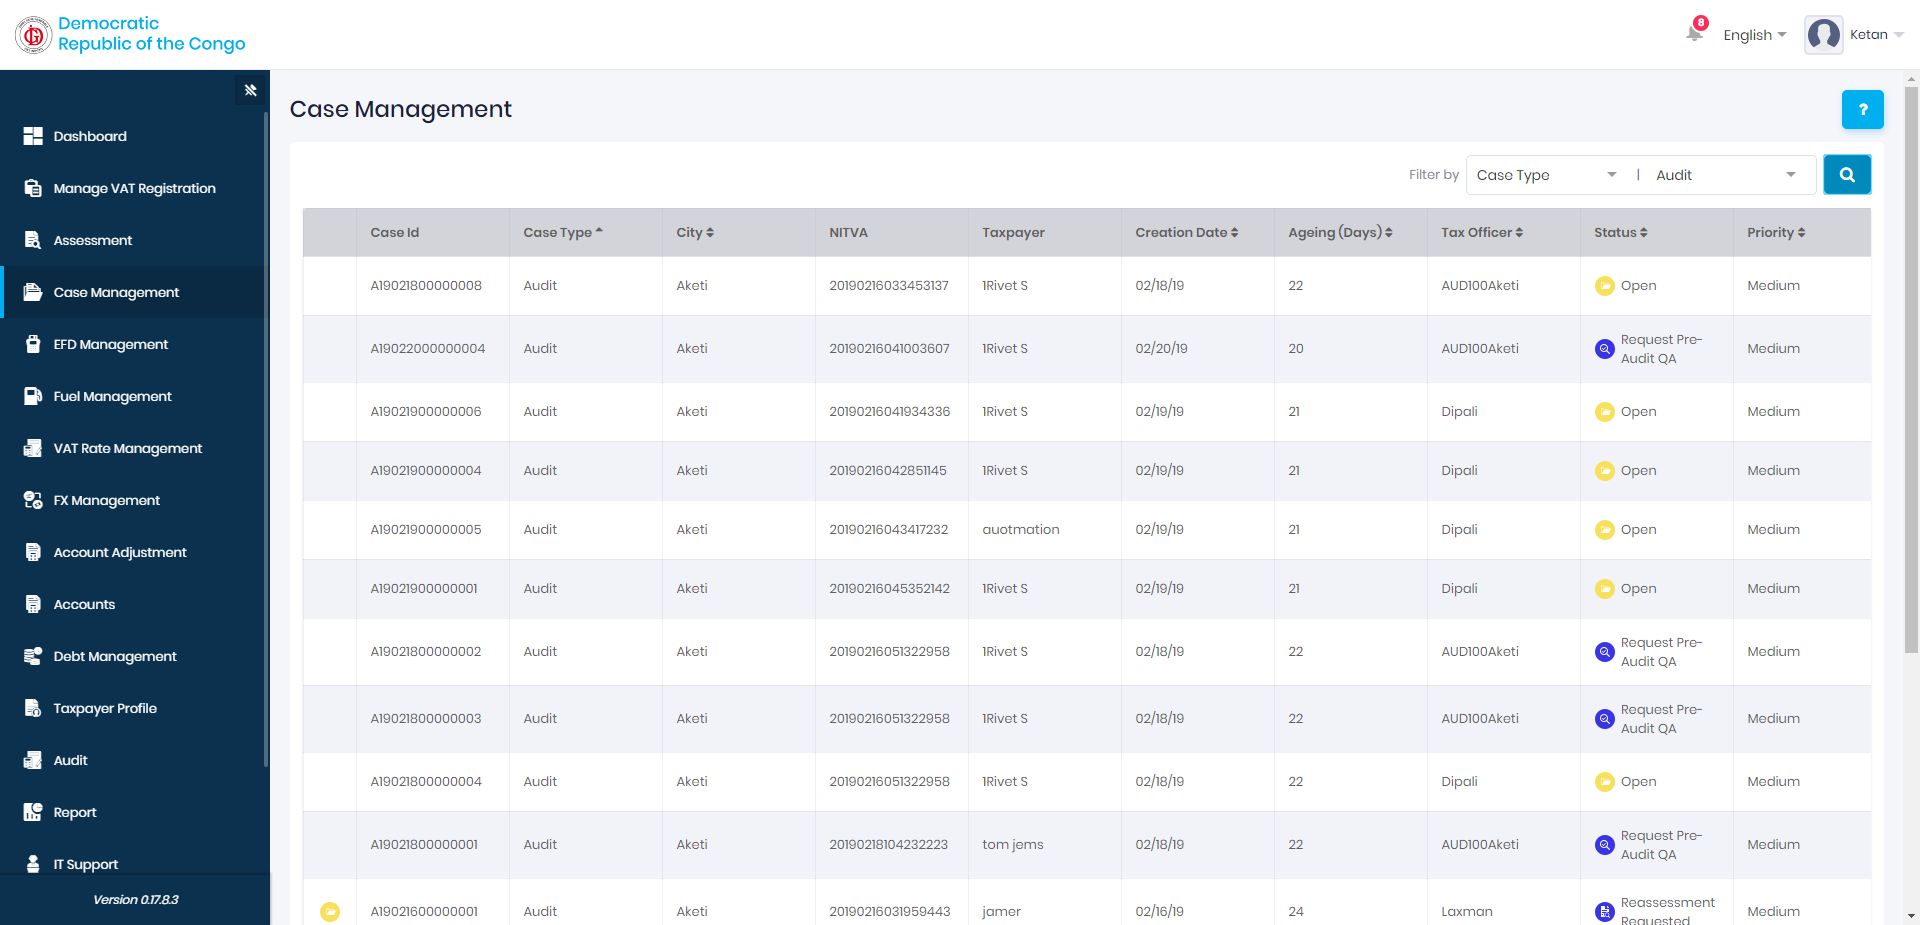 Democratic
Republic of the Congo
8
English
Ketan
Dashboard
Manage VAT Registration
Assessment
Case Management
EFD Management
Fuel Management
VAT Rate Management
FX Management
Account Adjustment
Accounts
Debt Management
Taxpayer Profile
Audit
Report
IT Support
Version 0.17.8.3
Case Management
?
Filter by Case Type | Audit
Case Id Case Type City NITVA Taxpayer Creation Date Ageing (Days) Tax Officer Status Priority
A19021800000008 Audit Aketi 20190216033453137 1Rivet S 02/18/19 22 AUD100Aketi Open Medium
A19022000000004 Audit Aketi 20190216041003607 1Rivet S 02/20/19 20 AUD100Aketi Request Pre-
Audit QA Medium
A19021900000006 Audit Aketi 20190216041934336 1Rivet S 02/19/19 21 Dipali Open Medium
A19021900000004 Audit Aketi 20190216042851145 1Rivet S 02/19/19 21 Dipali Open Medium
A19021900000005 Audit Aketi 20190216043417232 auotmation 02/19/19 21 Dipali Open Medium
A19021900000001 Audit Aketi 20190216045352142 1Rivet S 02/19/19 21 Dipali Open Medium
A19021800000002 Audit Aketi 20190216051322958 1Rivet S 02/18/19 22 AUD100Aketi Request Pre-
Audit QA Medium
A19021800000003 Audit Aketi 20190216051322958 1Rivet S 02/18/19 22 AUD100Aketi Request Pre-
Audit QA Medium
A19021800000004 Audit Aketi 20190216051322958 1Rivet S 02/18/19 22 Dipali Open Medium
A19021800000001 Audit Aketi 20190218104232223 tom jems 02/18/19 22 AUD100Aketi Request Pre-
Audit QA Medium
A19021600000001 Audit Aketi 20190216031959443 jamer 02/16/19 24 Laxman Reassessment
Requested Medium